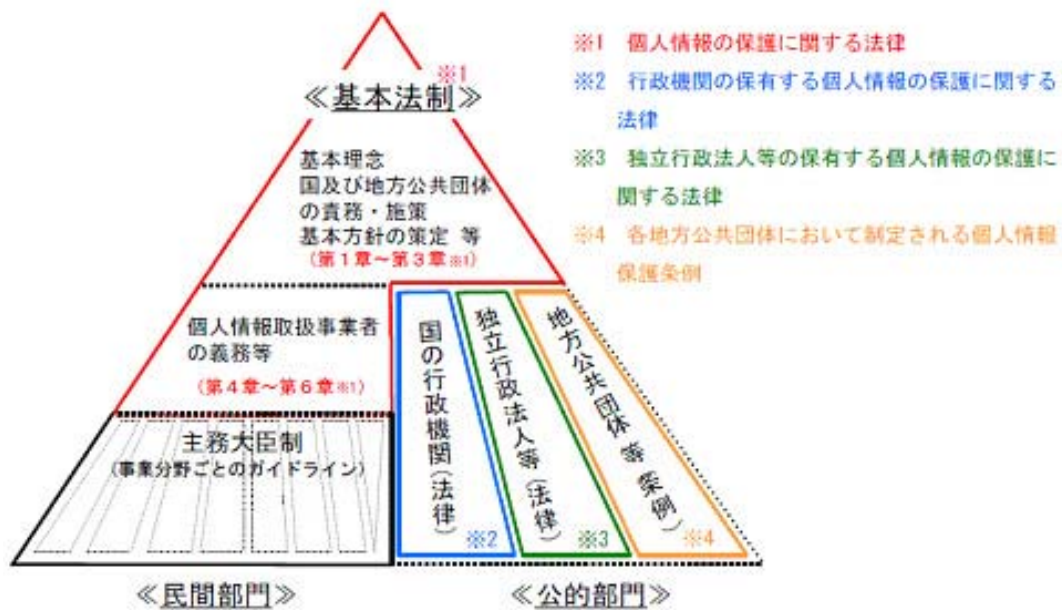 ※1
≪基本法制≫
基本理念
国及び地方公共団体
の責務・施策
基本方針の策定 等
(第1章～第3章※1)
個人情報取扱事業者
の義務等
(第4章～第6章※1)
主務大臣制
(事業分野ごとのガイドライン)
国の行政機関(法律)
※2
独立行政法人等(法律)
※3
地方公共団体等(条例)
※4
≪民間部門≫
≪公的部門≫
※1 個人情報の保護に関する法律
※2 行政機関の保有する個人情報の保護に関する
法律
※3 独立行政法人等の保有する個人情報の保護に
関する法律
※4 各地方公共団体において制定される個人情報
保護条例